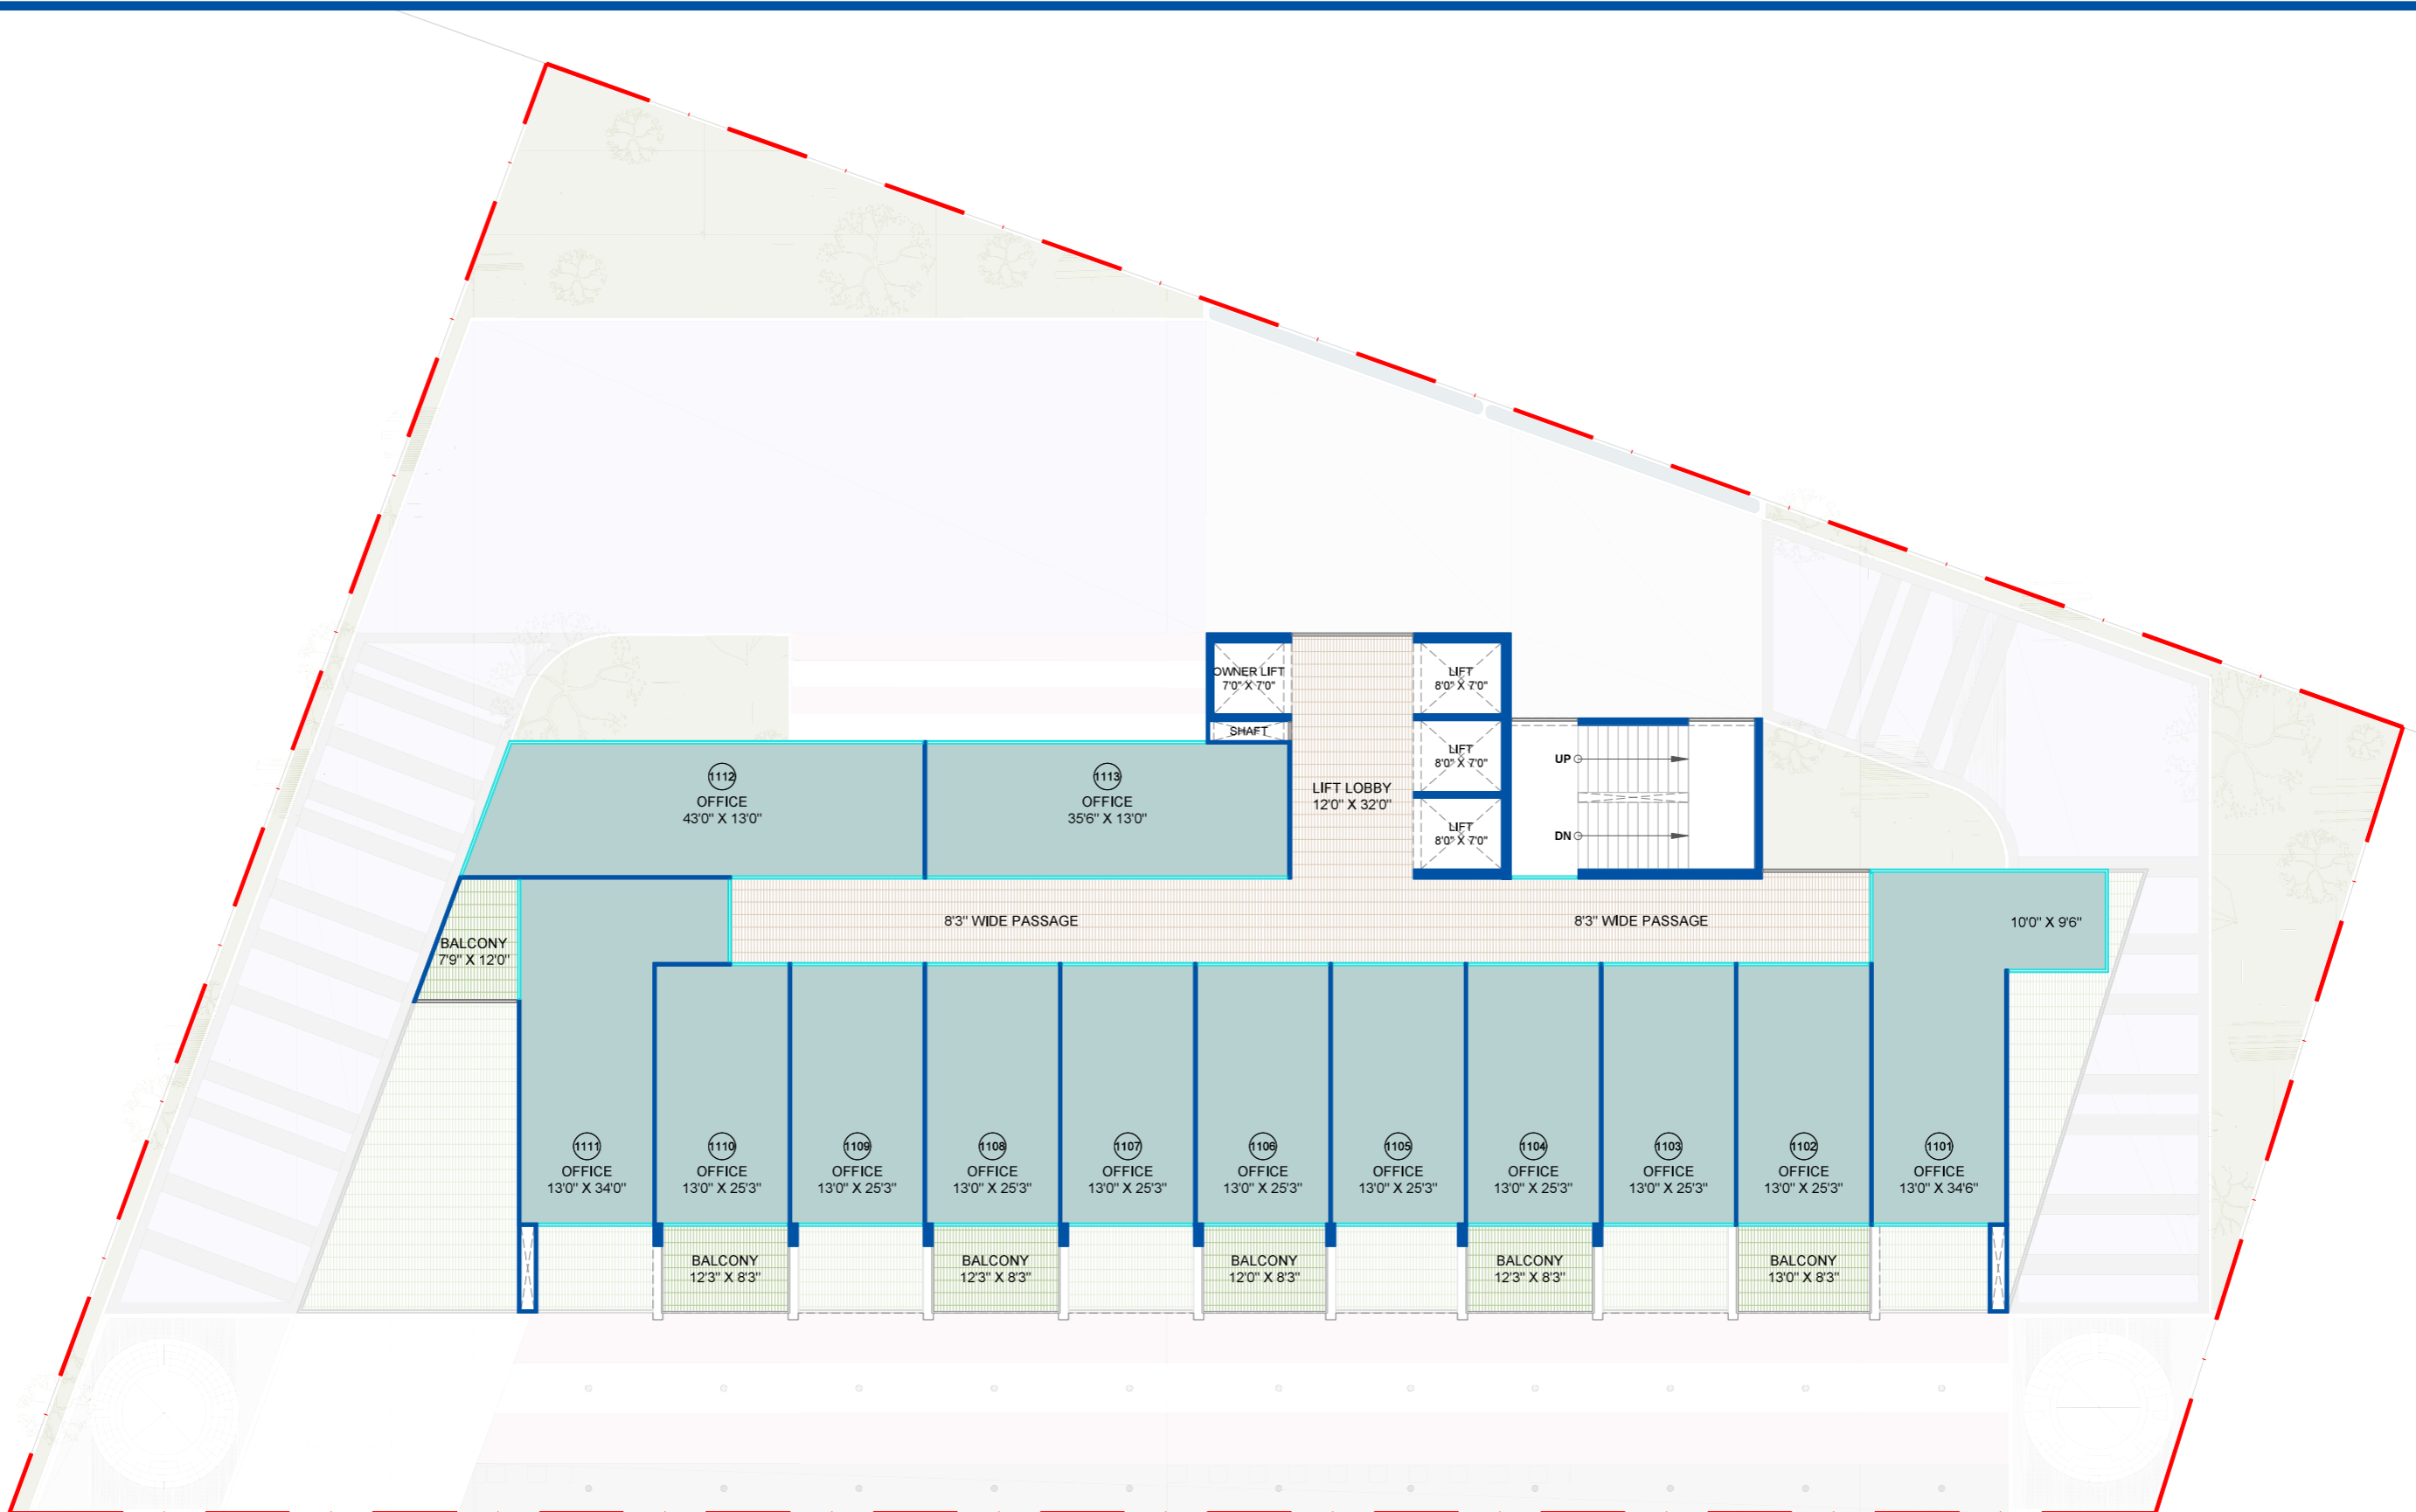 OWNER LIFT
7'0" X 7'0"
SHAFT
LIFT
8'0" X 7'0"
LIFT
8'0" X 7'0"
LIFT
8'0" X 7'0"
LIFT LOBBY
12'0" X 32'0"
UP
DN
1112
OFFICE
43'0" X 13'0"
1113
OFFICE
35'6" X 13'0"
8'3" WIDE PASSAGE
8'3" WIDE PASSAGE
10'0" X 9'6"
BALCONY
7'9" X 12'0"
1111
OFFICE
13'0" X 34'0"
1110
OFFICE
13'0" X 25'3"
1109
OFFICE
13'0" X 25'3"
1108
OFFICE
13'0" X 25'3"
1107
OFFICE
13'0" X 25'3"
1106
OFFICE
13'0" X 25'3"
1105
OFFICE
13'0" X 25'3"
1104
OFFICE
13'0" X 25'3"
1103
OFFICE
13'0" X 25'3"
1102
OFFICE
13'0" X 25'3"
1101
OFFICE
13'0" X 34'6"
BALCONY
12'3" X 8'3"
BALCONY
12'3" X 8'3"
BALCONY
12'0" X 8'3"
BALCONY
12'3" X 8'3"
BALCONY
13'0" X 8'3"